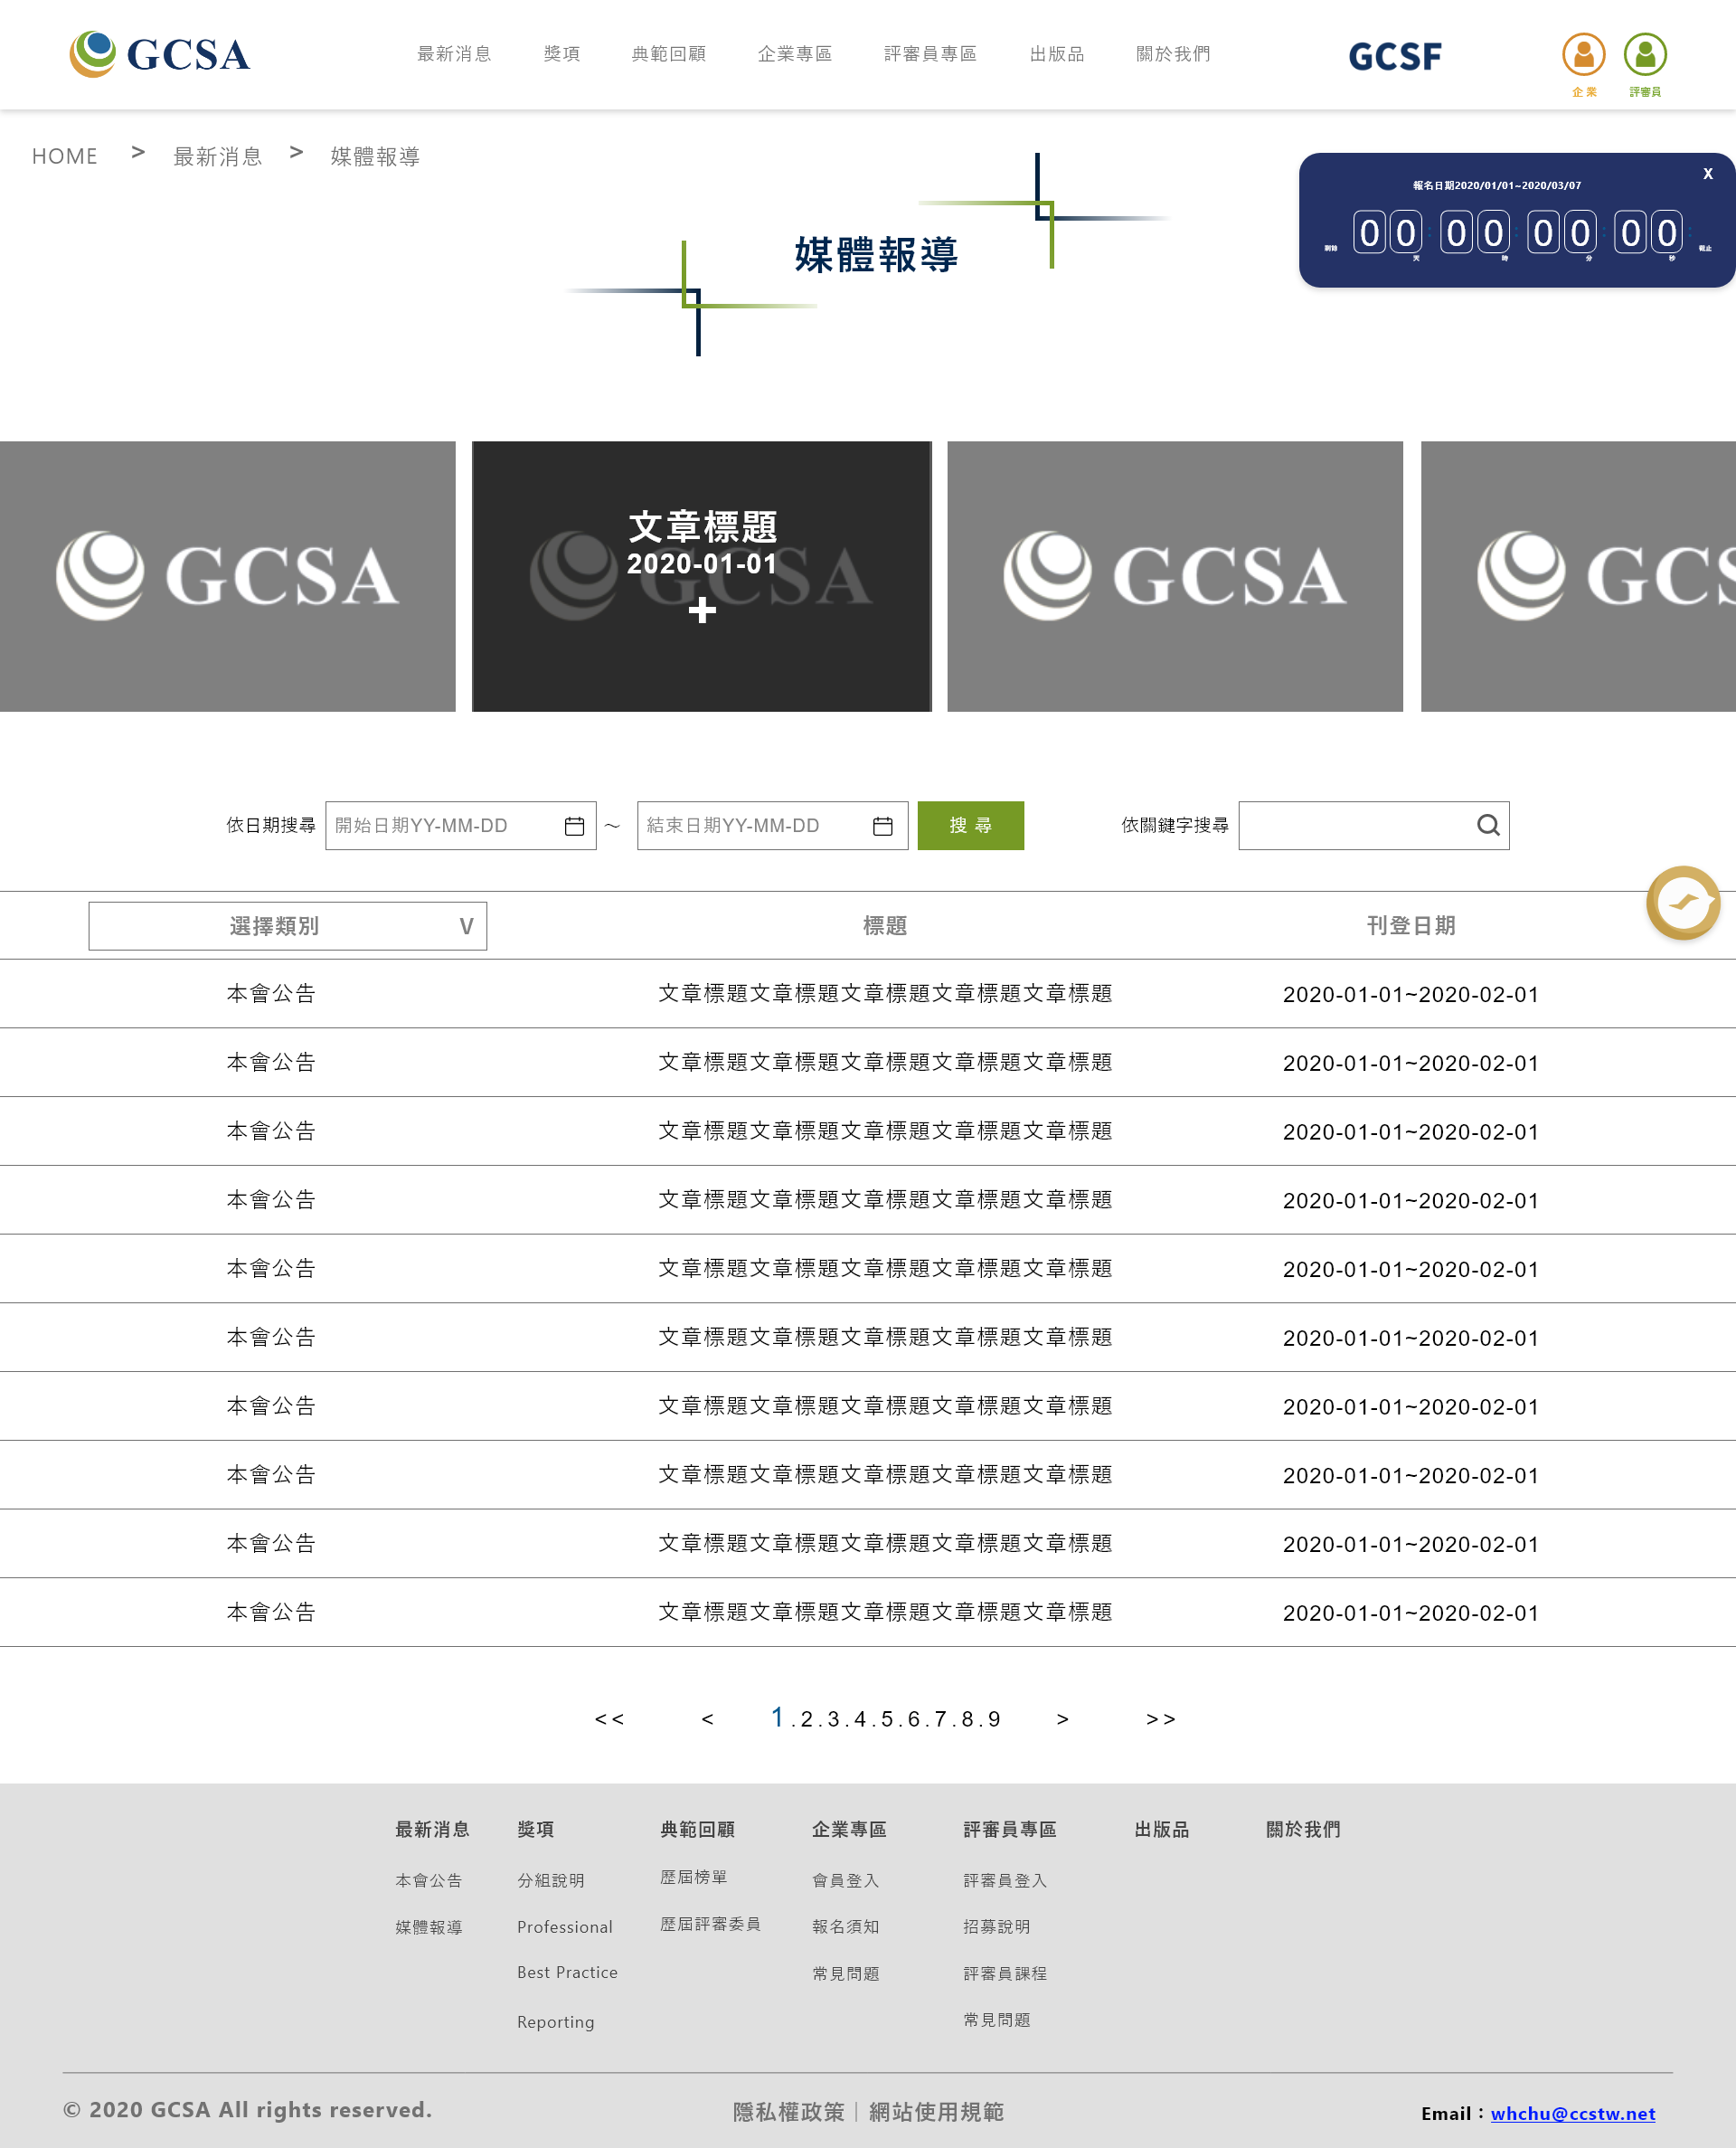 GCSA
最新消息 獎項 典範回顧 企業專區 評審員專區 出版品 關於我們
GCSF
企業 評審員
HOME > 最新消息 > 媒體報導
X
報名日期2020/01/01~2020/03/07
剩餘 00 : 00 : 00 : 00 : 截止
天 時 分 秒
媒體報導
GCSA
文章標題
2020-01-01
+
GCSA
GCSA
GCS
依日期搜尋 開始日期YY-MM-DD ～ 結束日期YY-MM-DD 搜尋 依關鍵字搜尋
選擇類別 V 標題 刊登日期
本會公告 文章標題文章標題文章標題文章標題文章標題 2020-01-01~2020-02-01
本會公告 文章標題文章標題文章標題文章標題文章標題 2020-01-01~2020-02-01
本會公告 文章標題文章標題文章標題文章標題文章標題 2020-01-01~2020-02-01
本會公告 文章標題文章標題文章標題文章標題文章標題 2020-01-01~2020-02-01
本會公告 文章標題文章標題文章標題文章標題文章標題 2020-01-01~2020-02-01
本會公告 文章標題文章標題文章標題文章標題文章標題 2020-01-01~2020-02-01
本會公告 文章標題文章標題文章標題文章標題文章標題 2020-01-01~2020-02-01
本會公告 文章標題文章標題文章標題文章標題文章標題 2020-01-01~2020-02-01
本會公告 文章標題文章標題文章標題文章標題文章標題 2020-01-01~2020-02-01
本會公告 文章標題文章標題文章標題文章標題文章標題 2020-01-01~2020-02-01
<< < 1.2.3.4.5.6.7.8.9 > >>
最新消息
本會公告
媒體報導
獎項
分組說明
Professional
Best Practice
Reporting
典範回顧
歷屆榜單
歷屆評審委員
企業專區
會員登入
報名須知
常見問題
評審員專區
評審員登入
招募說明
評審員課程
常見問題
出版品
關於我們
© 2020 GCSA All rights reserved.
隱私權政策｜網站使用規範
Email：whchu@ccstw.net